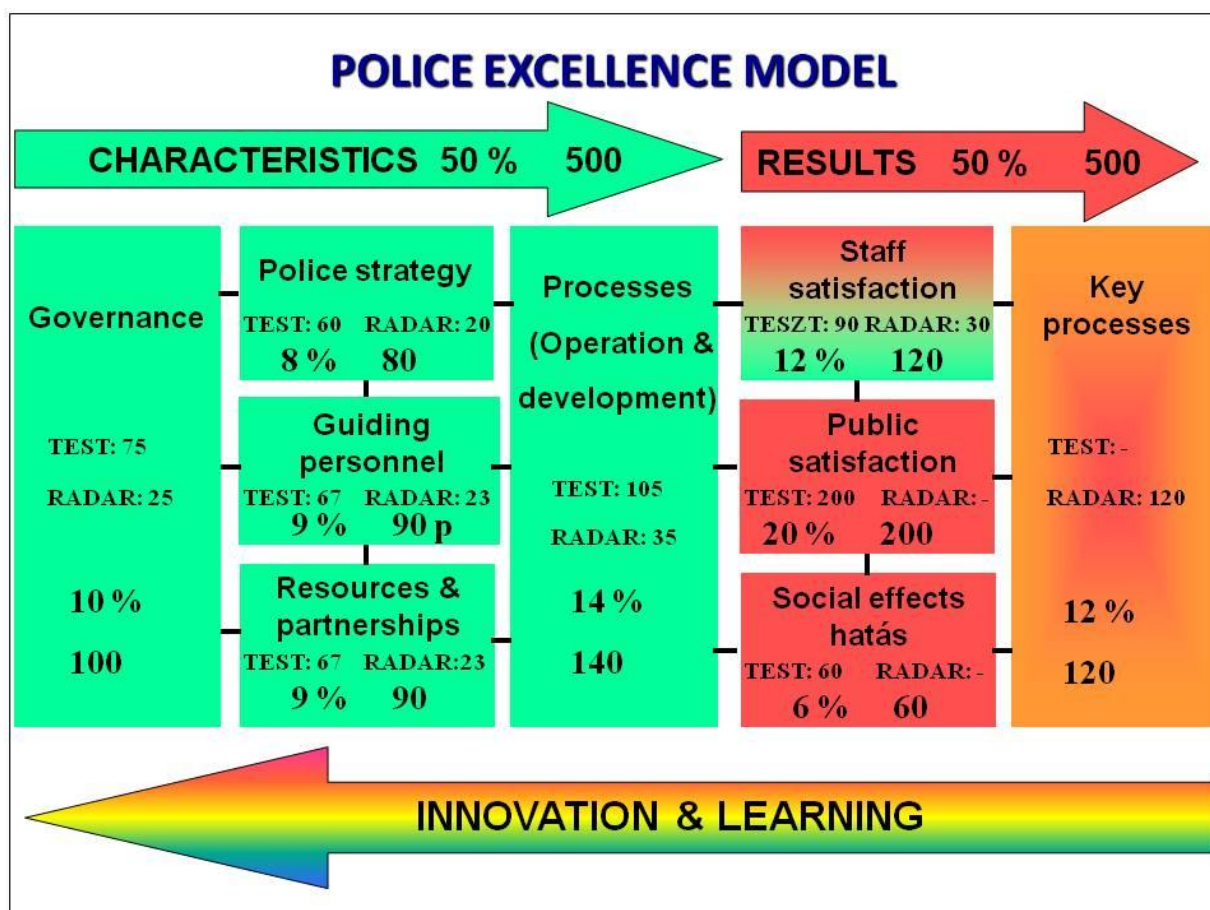 POLICE EXCELLENCE MODEL
CHARACTERISTICS 50 % 500
RESULTS 50 % 500
Governance
TEST: 75
RADAR: 25
10 %
100
Police strategy
TEST: 60 RADAR: 20
8 % 80
Guiding
personnel
TEST: 67 RADAR: 23
9 % 90 p
Resources &
partnerships
TEST: 67 RADAR:23
9 % 90
Processes
(Operation &
development)
TEST: 105
RADAR: 35
14 %
140
Staff
satisfaction
TESZT: 90 RADAR: 30
12 % 120
Public
satisfaction
TEST: 200 RADAR: -
20 % 200
Social effects
hatás
TEST: 60 RADAR: -
6 % 60
Key
processes
TEST: -
RADAR: 120
12 %
120
INNOVATION & LEARNING